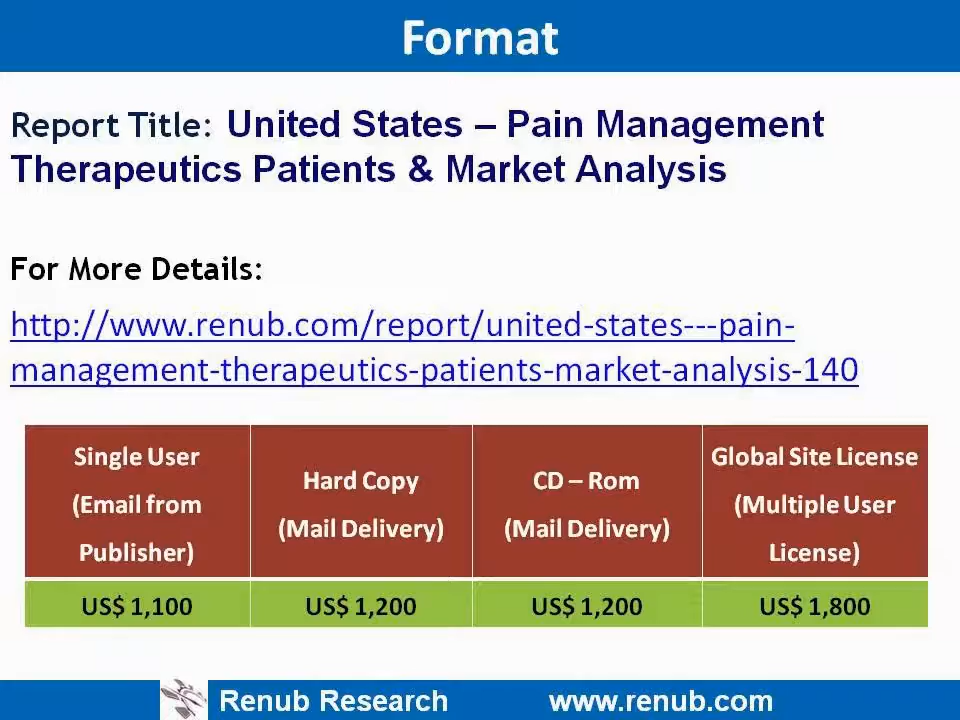 Format
Report Title: United States – Pain Management
Therapeutics Patients & Market Analysis
For More Details:
http://www.renub.com/report/united-states---pain-
management-therapeutics-patients-market-analysis-140
Single User
(Email from
Publisher)
Hard Copy
(Mail Delivery)
CD – Rom
(Mail Delivery)
Global Site License
(Multiple User
License)
US$ 1,100
US$ 1,200
US$ 1,200
US$ 1,800
Renub Research
www.renub.com